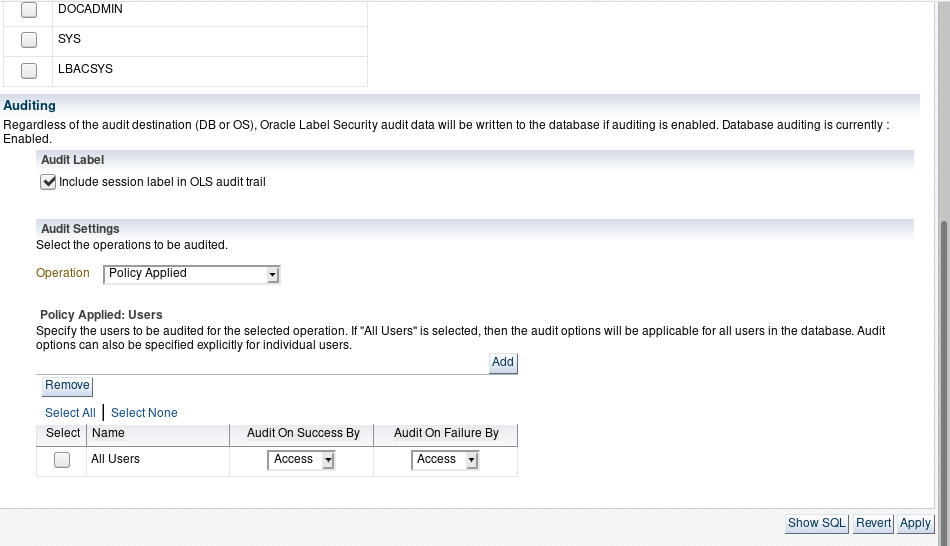 DOCADMIN
SYS
LBACSYS
Auditing
Regardless of the audit destination (DB or OS), Oracle Label Security audit data will be written to the database if auditing is enabled. Database auditing is currently :
Enabled.
Audit Label
Include session label in OLS audit trail
Audit Settings
Select the operations to be audited.
Operation Policy Applied
Policy Applied: Users
Specify the users to be audited for the selected operation. If "All Users" is selected, then the audit options will be applicable for all users in the database. Audit
options can also be specified explicitly for individual users.
Add
Remove
Select All | Select None
Select Name Audit On Success By Audit On Failure By
All Users Access Access
Show SQL Revert Apply